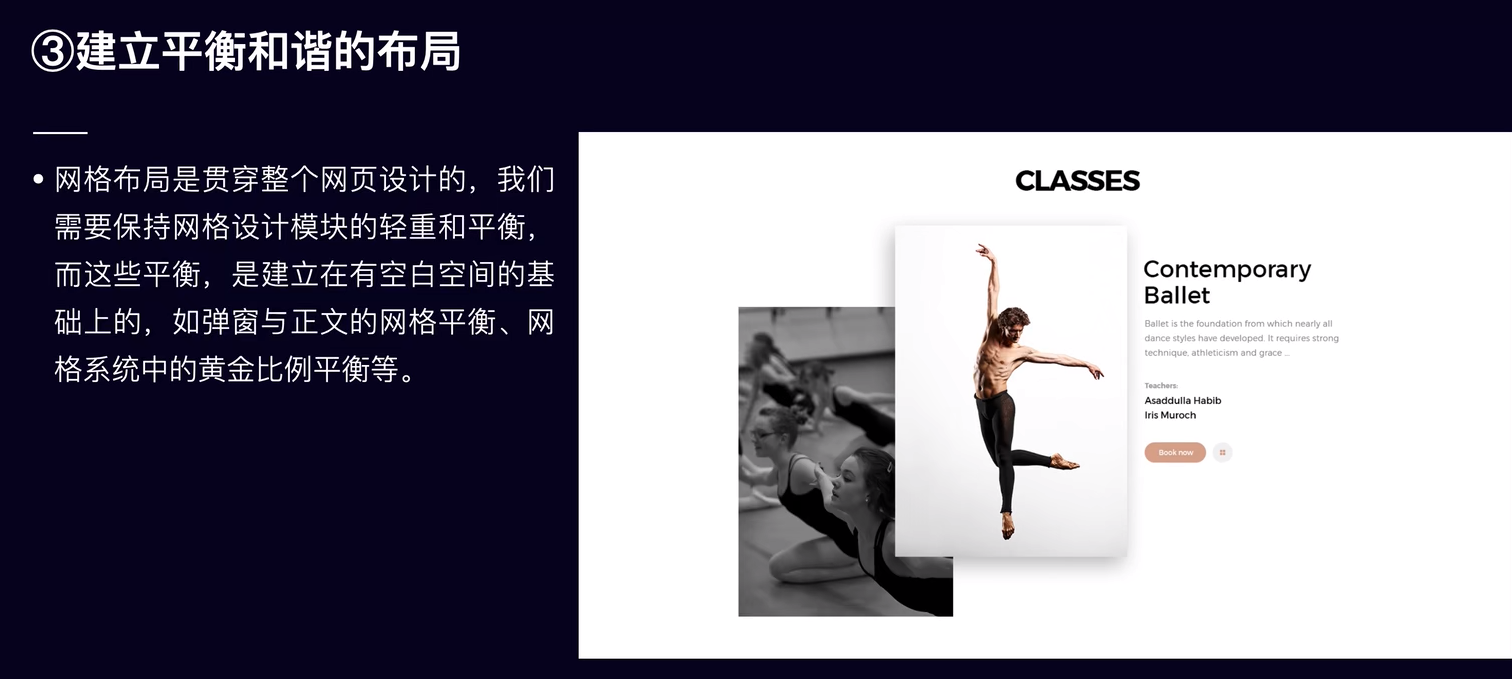 ③建立平衡和谐的布局
网格布局是贯穿整个网页设计的，我们
需要保持网格设计模块的轻重和平衡，
而这些平衡，是建立在有空白空间的基
础上的，如弹窗与正文的网格平衡、网
格系统中的黄金比例平衡等。
CLASSES
Contemporary
Ballet
Ballet is the foundation from which nearly all
dance styles have developed. It requires strong
technique, athleticism and grace ...
Teachers:
Asaddulla Habib
Iris Muroch
Book now